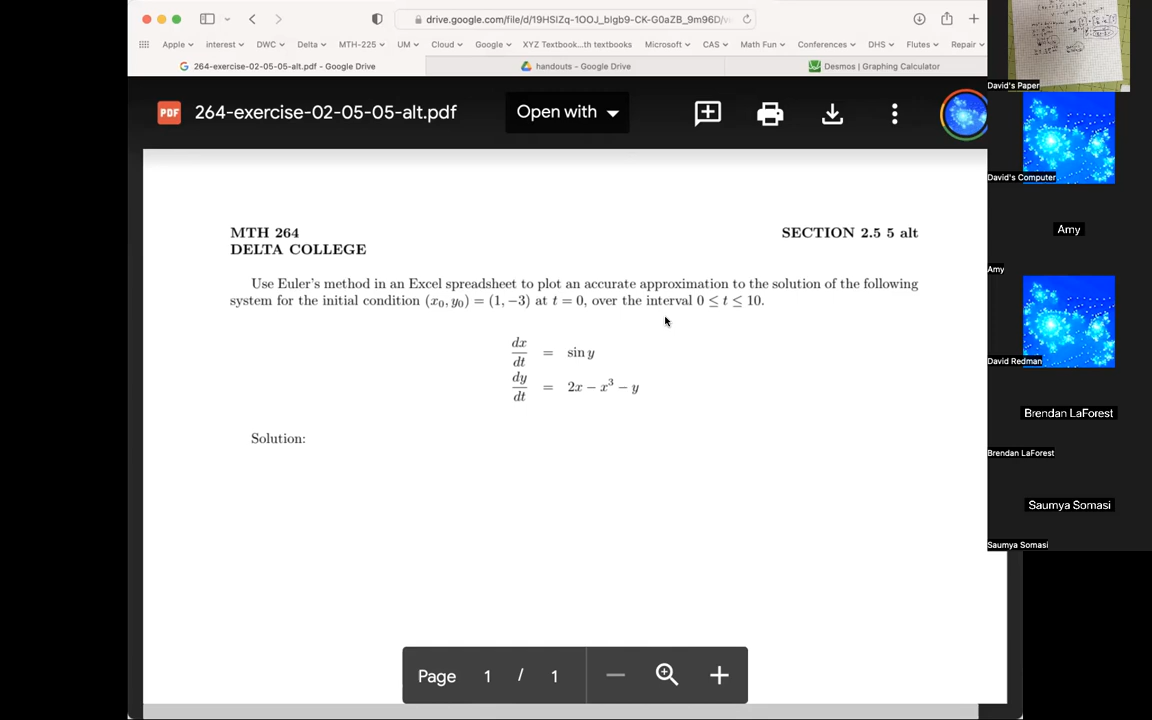 drive.google.com/file/d/19HSIZq-1OOJ_bIgb9-CK-G0aZB_9m96D/v
Apple interest DWC Delta MTH-225 UM Cloud Google XYZ Textbook...th textbooks Microsoft CAS Math Fun Conferences DHS Flutes Repair
264-exercise-02-05-05-alt.pdf - Google Drive
handouts - Google Drive
Desmos | Graphing Calculator
PDF 264-exercise-02-05-05-alt.pdf
Open with
MTH 264 SECTION 2.5 5 alt
DELTA COLLEGE
Use Euler's method in an Excel spreadsheet to plot an accurate approximation to the solution of the following
system for the initial condition (x₀, y₀) = (1, −3) at t = 0, over the interval 0 ≤ t ≤ 10.
dx/dt = sin y
dy/dt = 2x − x³ − y
Solution:
Page 1 / 1
David's Paper
David's Computer
Amy
Amy
David Redman
Brendan LaForest
Brendan LaForest
Saumya Somasi
Saumya Somasi